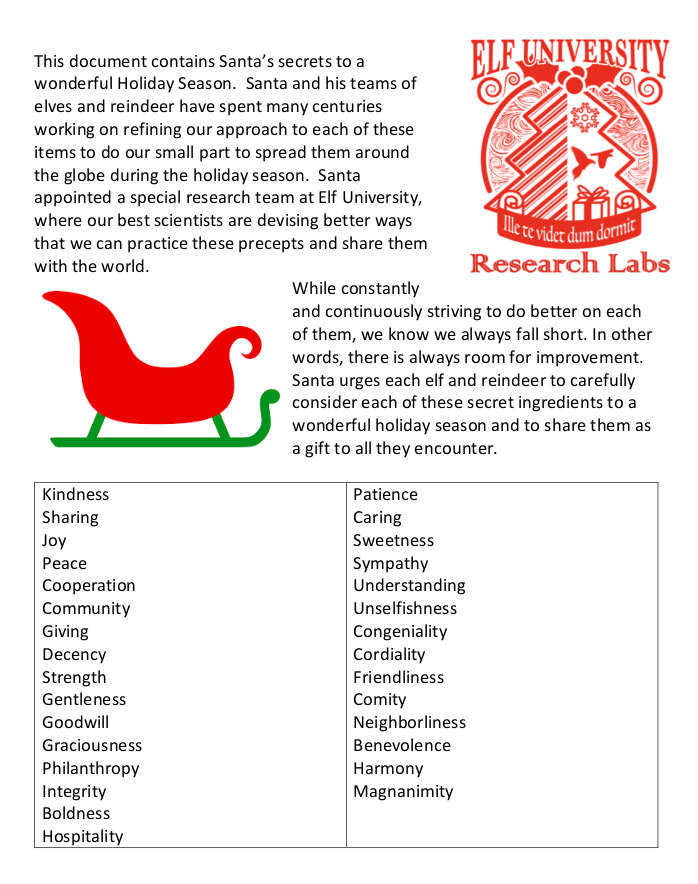 ELF UNIVERSITY
Ille te videt dum dormit
Research Labs
This document contains Santa’s secrets to a
wonderful Holiday Season.  Santa and his teams of
elves and reindeer have spent many centuries
working on refining our approach to each of these
items to do our small part to spread them around
the globe during the holiday season.  Santa
appointed a special research team at Elf University,
where our best scientists are devising better ways
that we can practice these precepts and share them
with the world.
While constantly
and continuously striving to do better on each
of them, we know we always fall short. In other
words, there is always room for improvement.
Santa urges each elf and reindeer to carefully
consider each of these secret ingredients to a
wonderful holiday season and to share them as
a gift to all they encounter.
Kindness
Sharing
Joy
Peace
Cooperation
Community
Giving
Decency
Strength
Gentleness
Goodwill
Graciousness
Philanthropy
Integrity
Boldness
Hospitality
Patience
Caring
Sweetness
Sympathy
Understanding
Unselfishness
Congeniality
Cordiality
Friendliness
Comity
Neighborliness
Benevolence
Harmony
Magnanimity